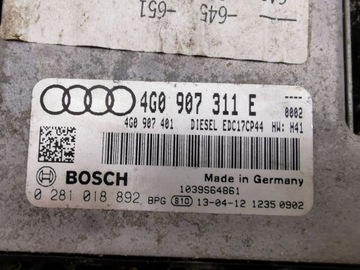 -645
-651
4G0 907 311 E
0002
4G0 907 401 DIESEL EDC17CP44 HW: H41
BOSCH
Made in Germany
1039S64861
0 281 018 892 BPG 810 13-04-12 1235 0902